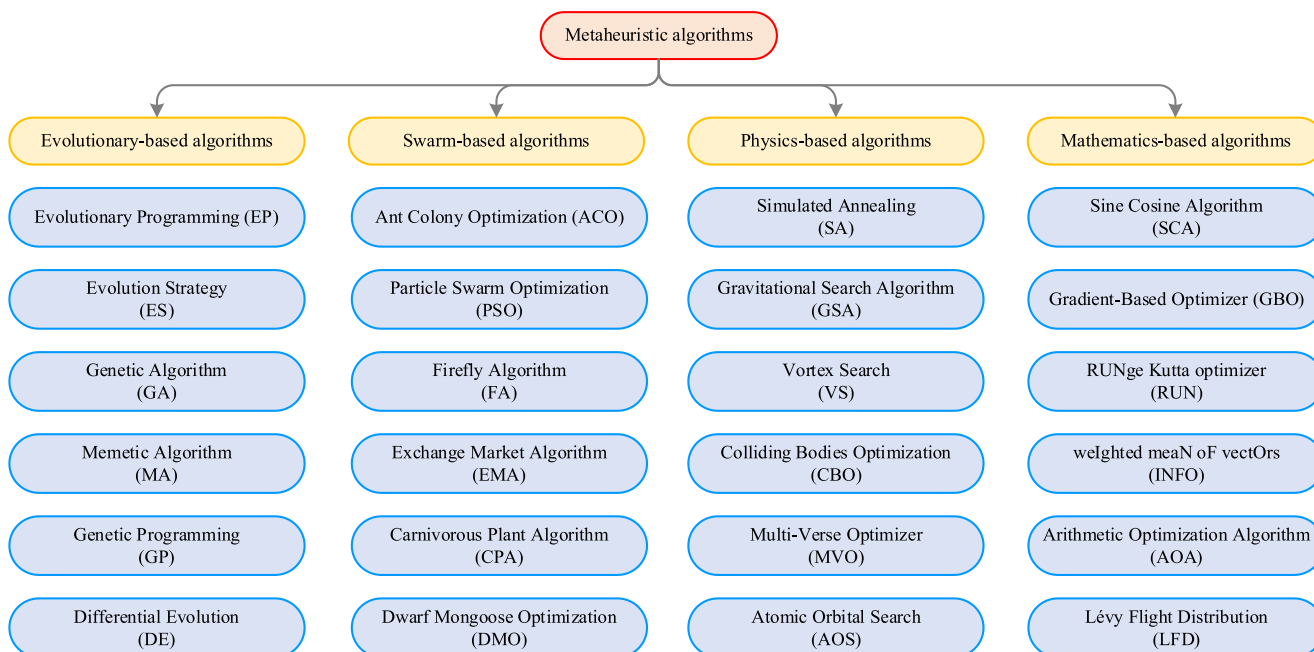 Metaheuristic algorithms
Evolutionary-based algorithms
Swarm-based algorithms
Physics-based algorithms
Mathematics-based algorithms
Evolutionary Programming (EP)
Ant Colony Optimization (ACO)
Simulated Annealing
(SA)
Sine Cosine Algorithm
(SCA)
Evolution Strategy
(ES)
Particle Swarm Optimization
(PSO)
Gravitational Search Algorithm
(GSA)
Gradient-Based Optimizer (GBO)
Genetic Algorithm
(GA)
Firefly Algorithm
(FA)
Vortex Search
(VS)
RUNge Kutta optimizer
(RUN)
Memetic Algorithm
(MA)
Exchange Market Algorithm
(EMA)
Colliding Bodies Optimization
(CBO)
weIghted meaN oF vectOrs
(INFO)
Genetic Programming
(GP)
Carnivorous Plant Algorithm
(CPA)
Multi-Verse Optimizer
(MVO)
Arithmetic Optimization Algorithm
(AOA)
Differential Evolution
(DE)
Dwarf Mongoose Optimization
(DMO)
Atomic Orbital Search
(AOS)
Lévy Flight Distribution
(LFD)